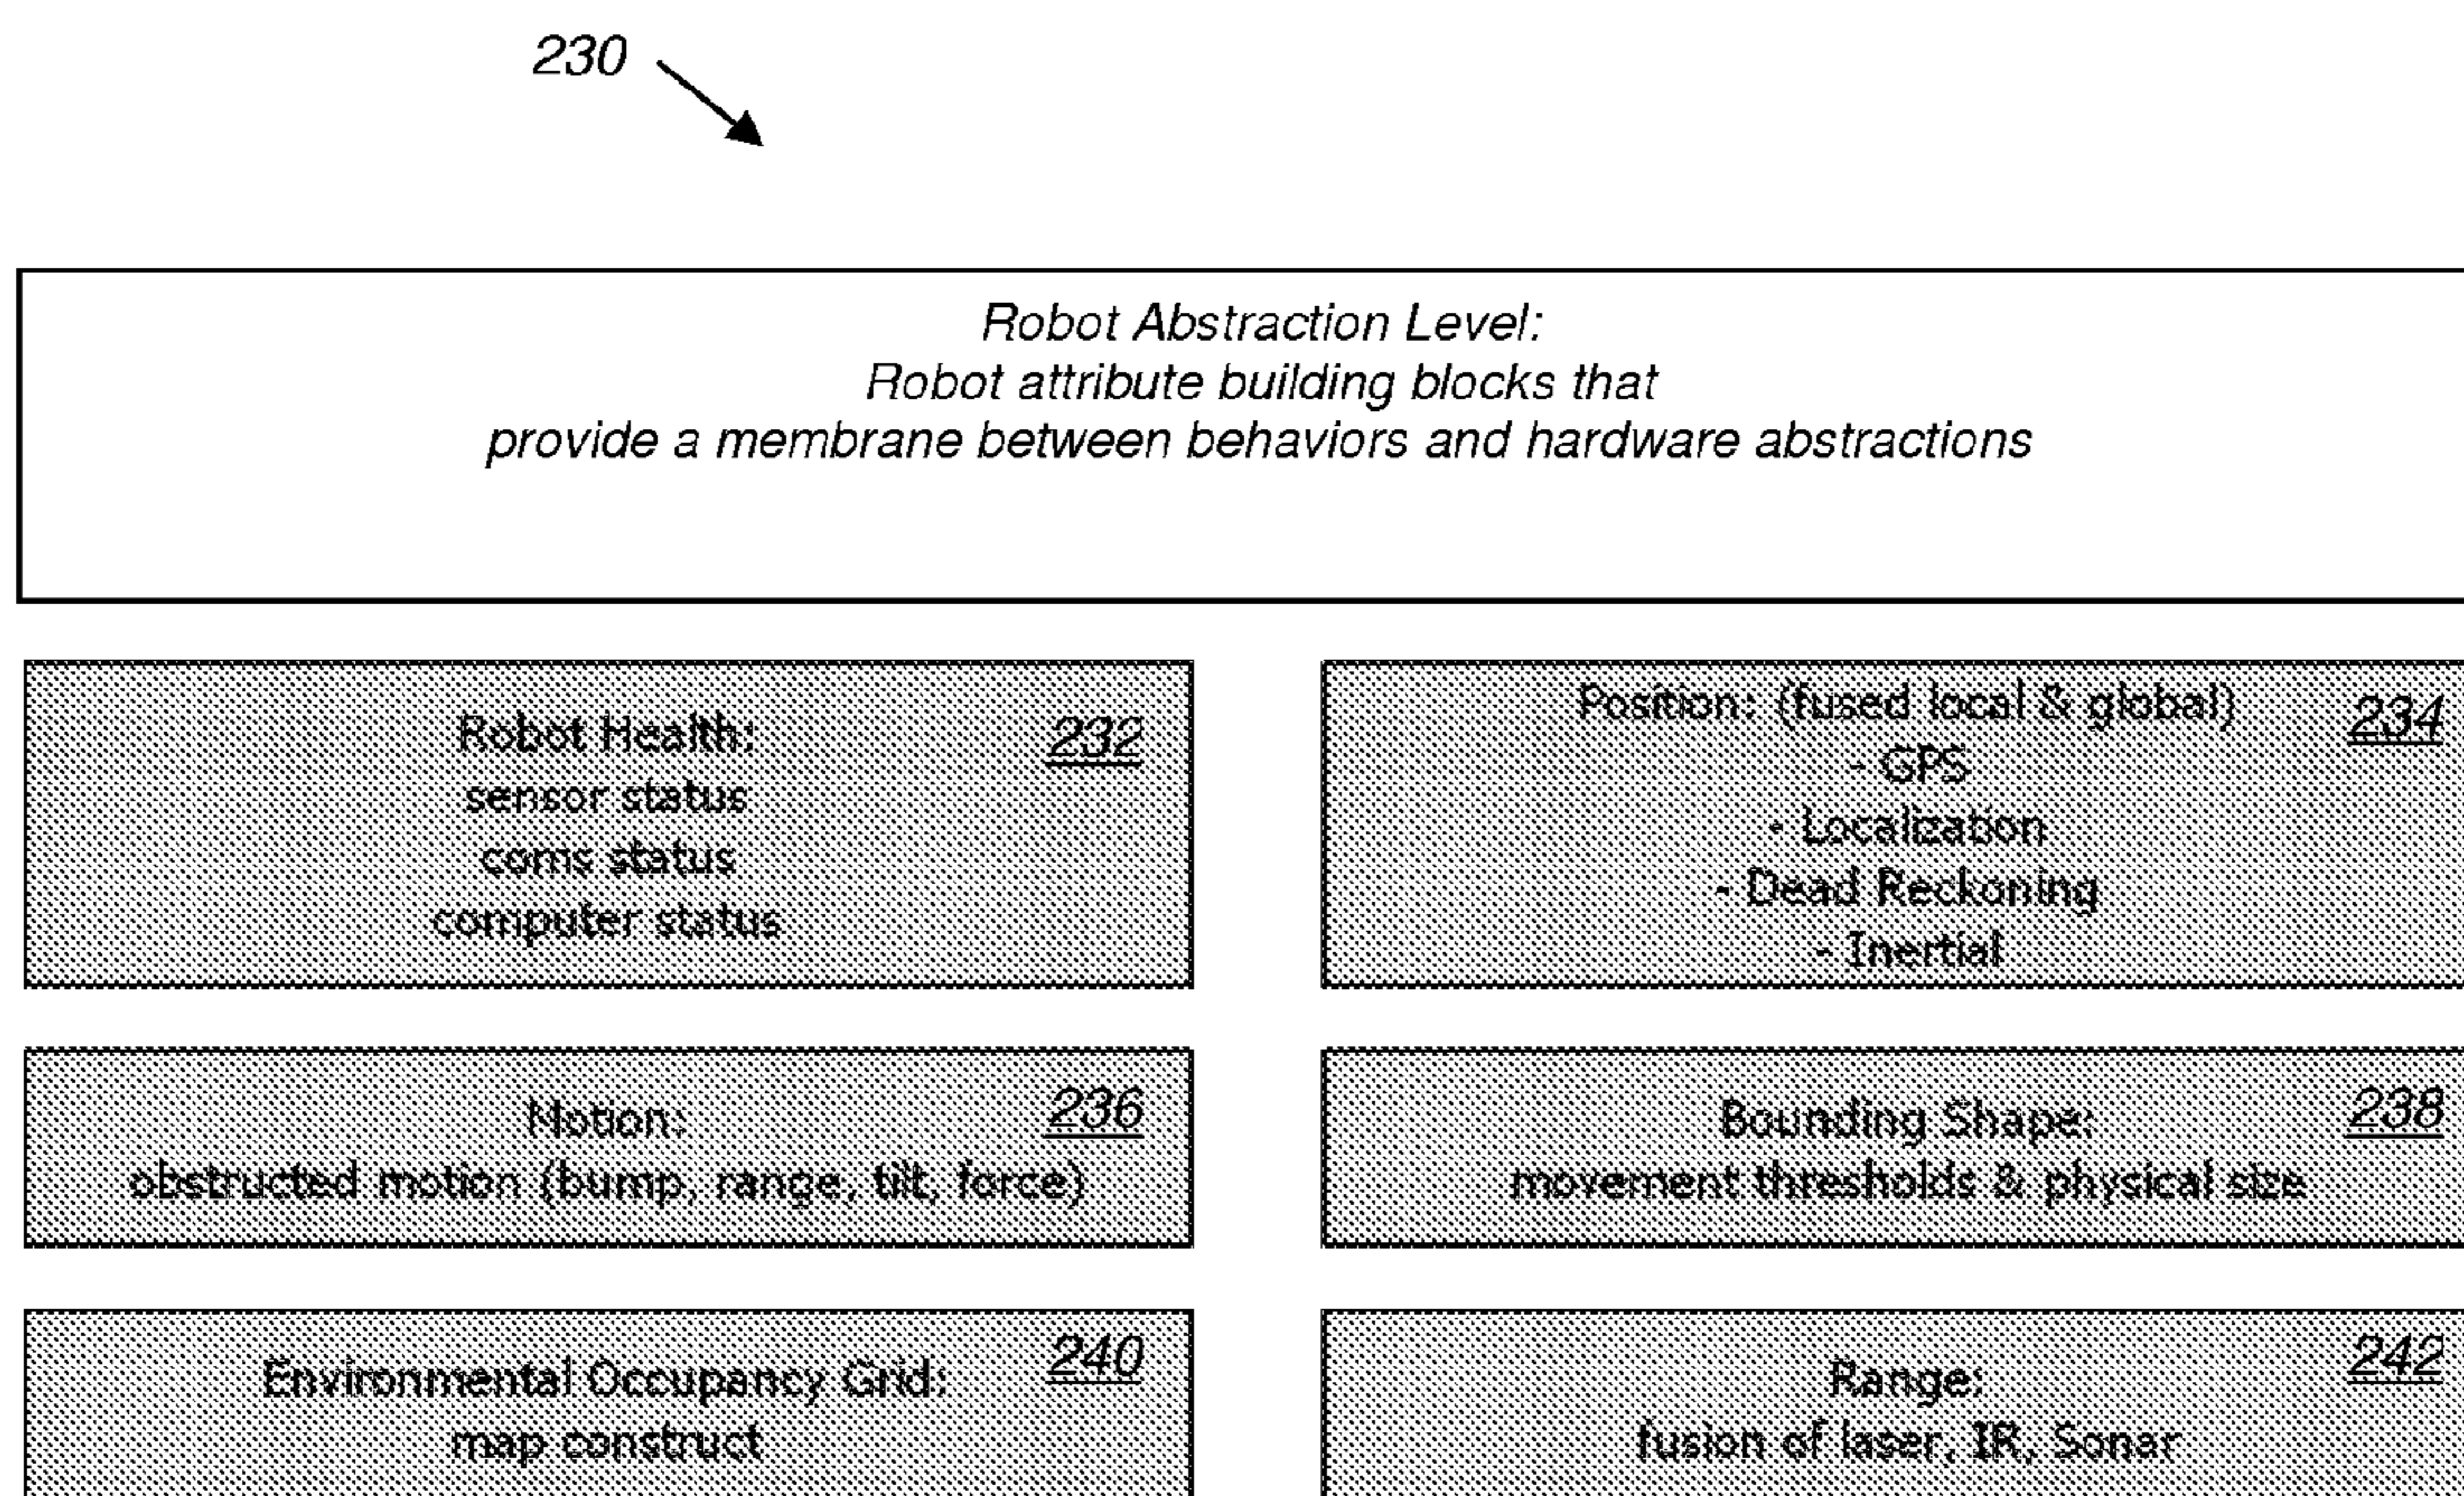 230
Robot Abstraction Level:
Robot attribute building blocks that
provide a membrane between behaviors and hardware abstractions
Robot Health:
232
sensor status
coms status
computer status
Position: (fused local & global)
234
- GPS
- Localization
- Dead Reckoning
- Inertial
Motion:
236
obstructed motion (bump, range, tilt, force)
Bounding Shape:
238
movement thresholds & physical size
Environmental Occupancy Grid:
240
map construct
Range:
242
fusion of laser, IR, Sonar